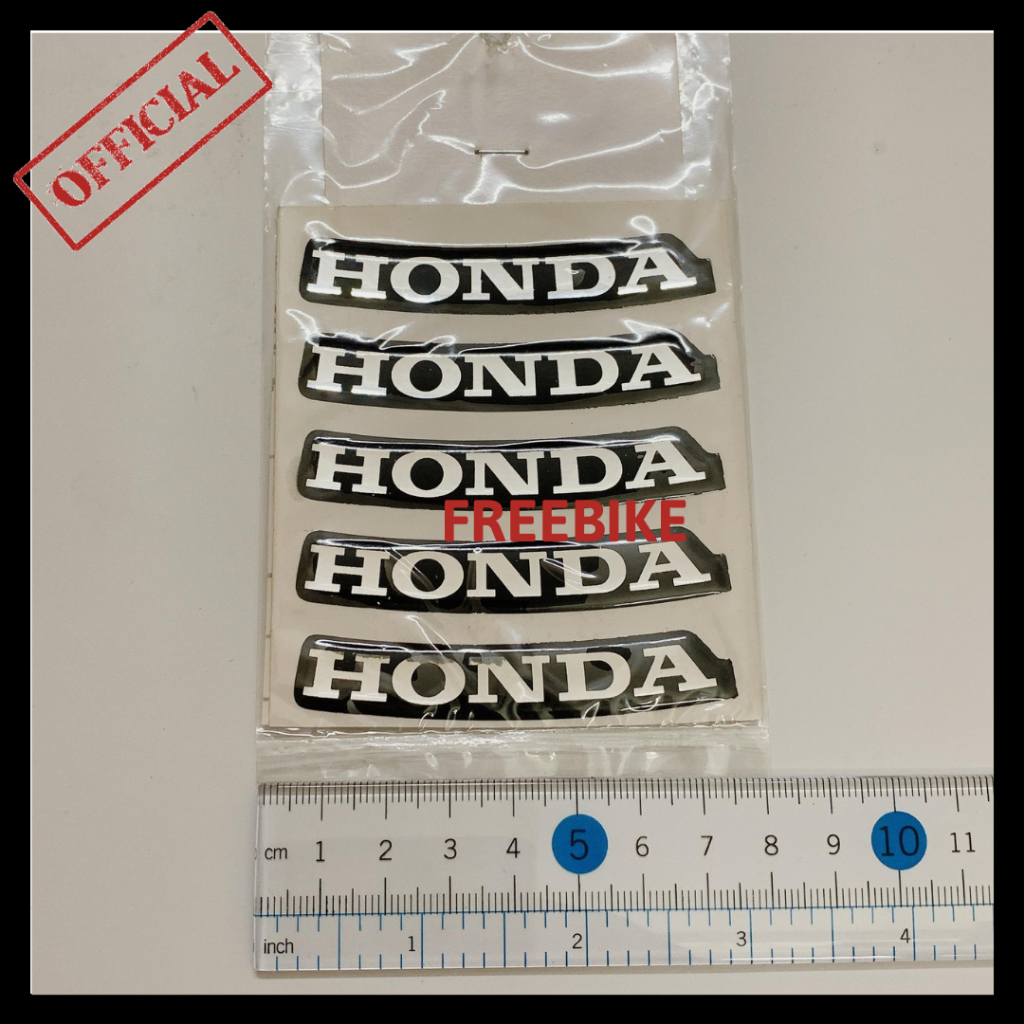 OFFICIAL
HONDA
HONDA
HONDA
FREEBIKE
HONDA
HONDA
cm 1 2 3 4 5 6 7 8 9 10 11
inch 1 2 3 4